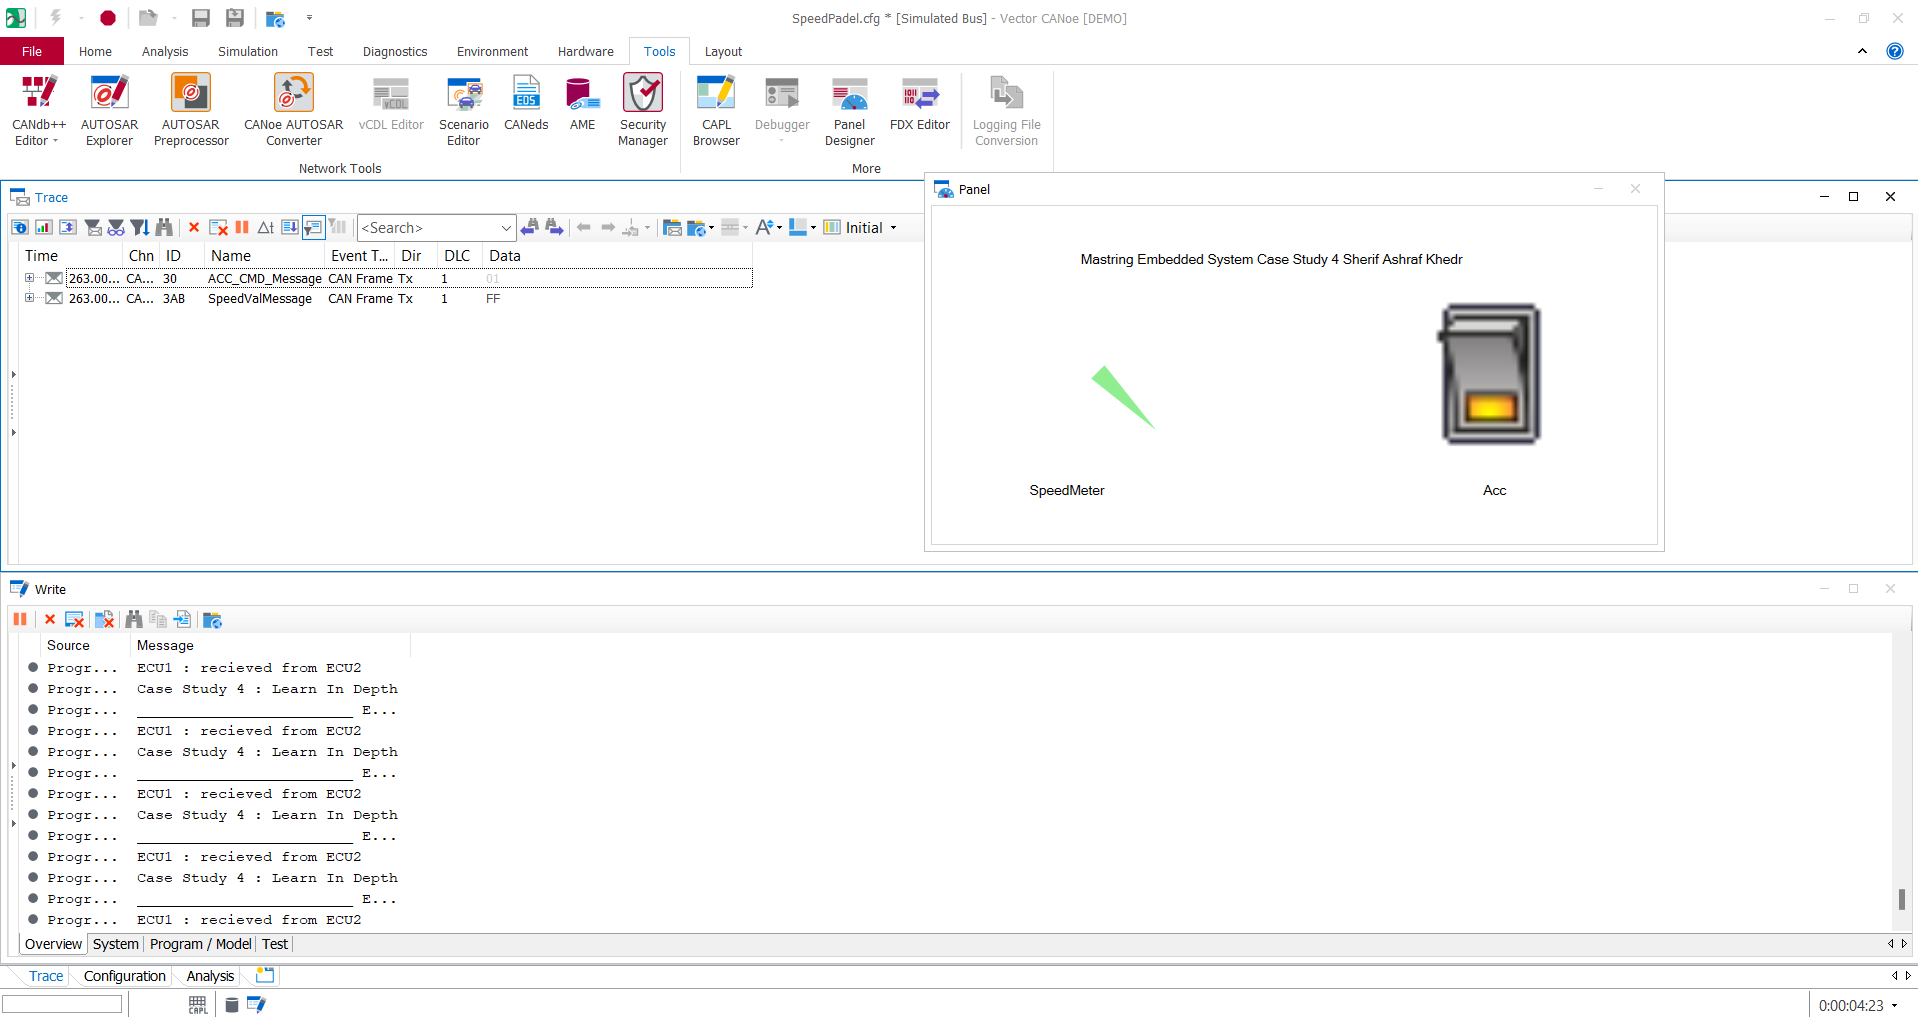 SpeedPadel.cfg * [Simulated Bus] - Vector CANoe [DEMO]
File Home Analysis Simulation Test Diagnostics Environment Hardware Tools Layout
CANdb++ Editor
AUTOSAR Explorer
AUTOSAR Preprocessor
CANoe AUTOSAR Converter
vCDL Editor
Scenario Editor
CANeds
AME
Security Manager
CAPL Browser
Debugger
Panel Designer
FDX Editor
Logging File Conversion
Network Tools
More
Trace
<Search>
Initial
Time Chn ID Name Event T... Dir DLC Data
263.00... CA... 30 ACC_CMD_Message CAN Frame Tx 1 01
263.00... CA... 3AB SpeedValMessage CAN Frame Tx 1 FF
Panel
Mastring Embedded System Case Study 4 Sherif Ashraf Khedr
SpeedMeter
Acc
Write
Source Message
Progr... ECU1 : recieved from ECU2
Progr... Case Study 4 : Learn In Depth
Progr... ________________________ E...
Progr... ECU1 : recieved from ECU2
Progr... Case Study 4 : Learn In Depth
Progr... ________________________ E...
Progr... ECU1 : recieved from ECU2
Progr... Case Study 4 : Learn In Depth
Progr... ________________________ E...
Progr... ECU1 : recieved from ECU2
Progr... Case Study 4 : Learn In Depth
Progr... ________________________ E...
Progr... ECU1 : recieved from ECU2
Overview System Program / Model Test
Trace Configuration Analysis
CAPL
0:00:04:23